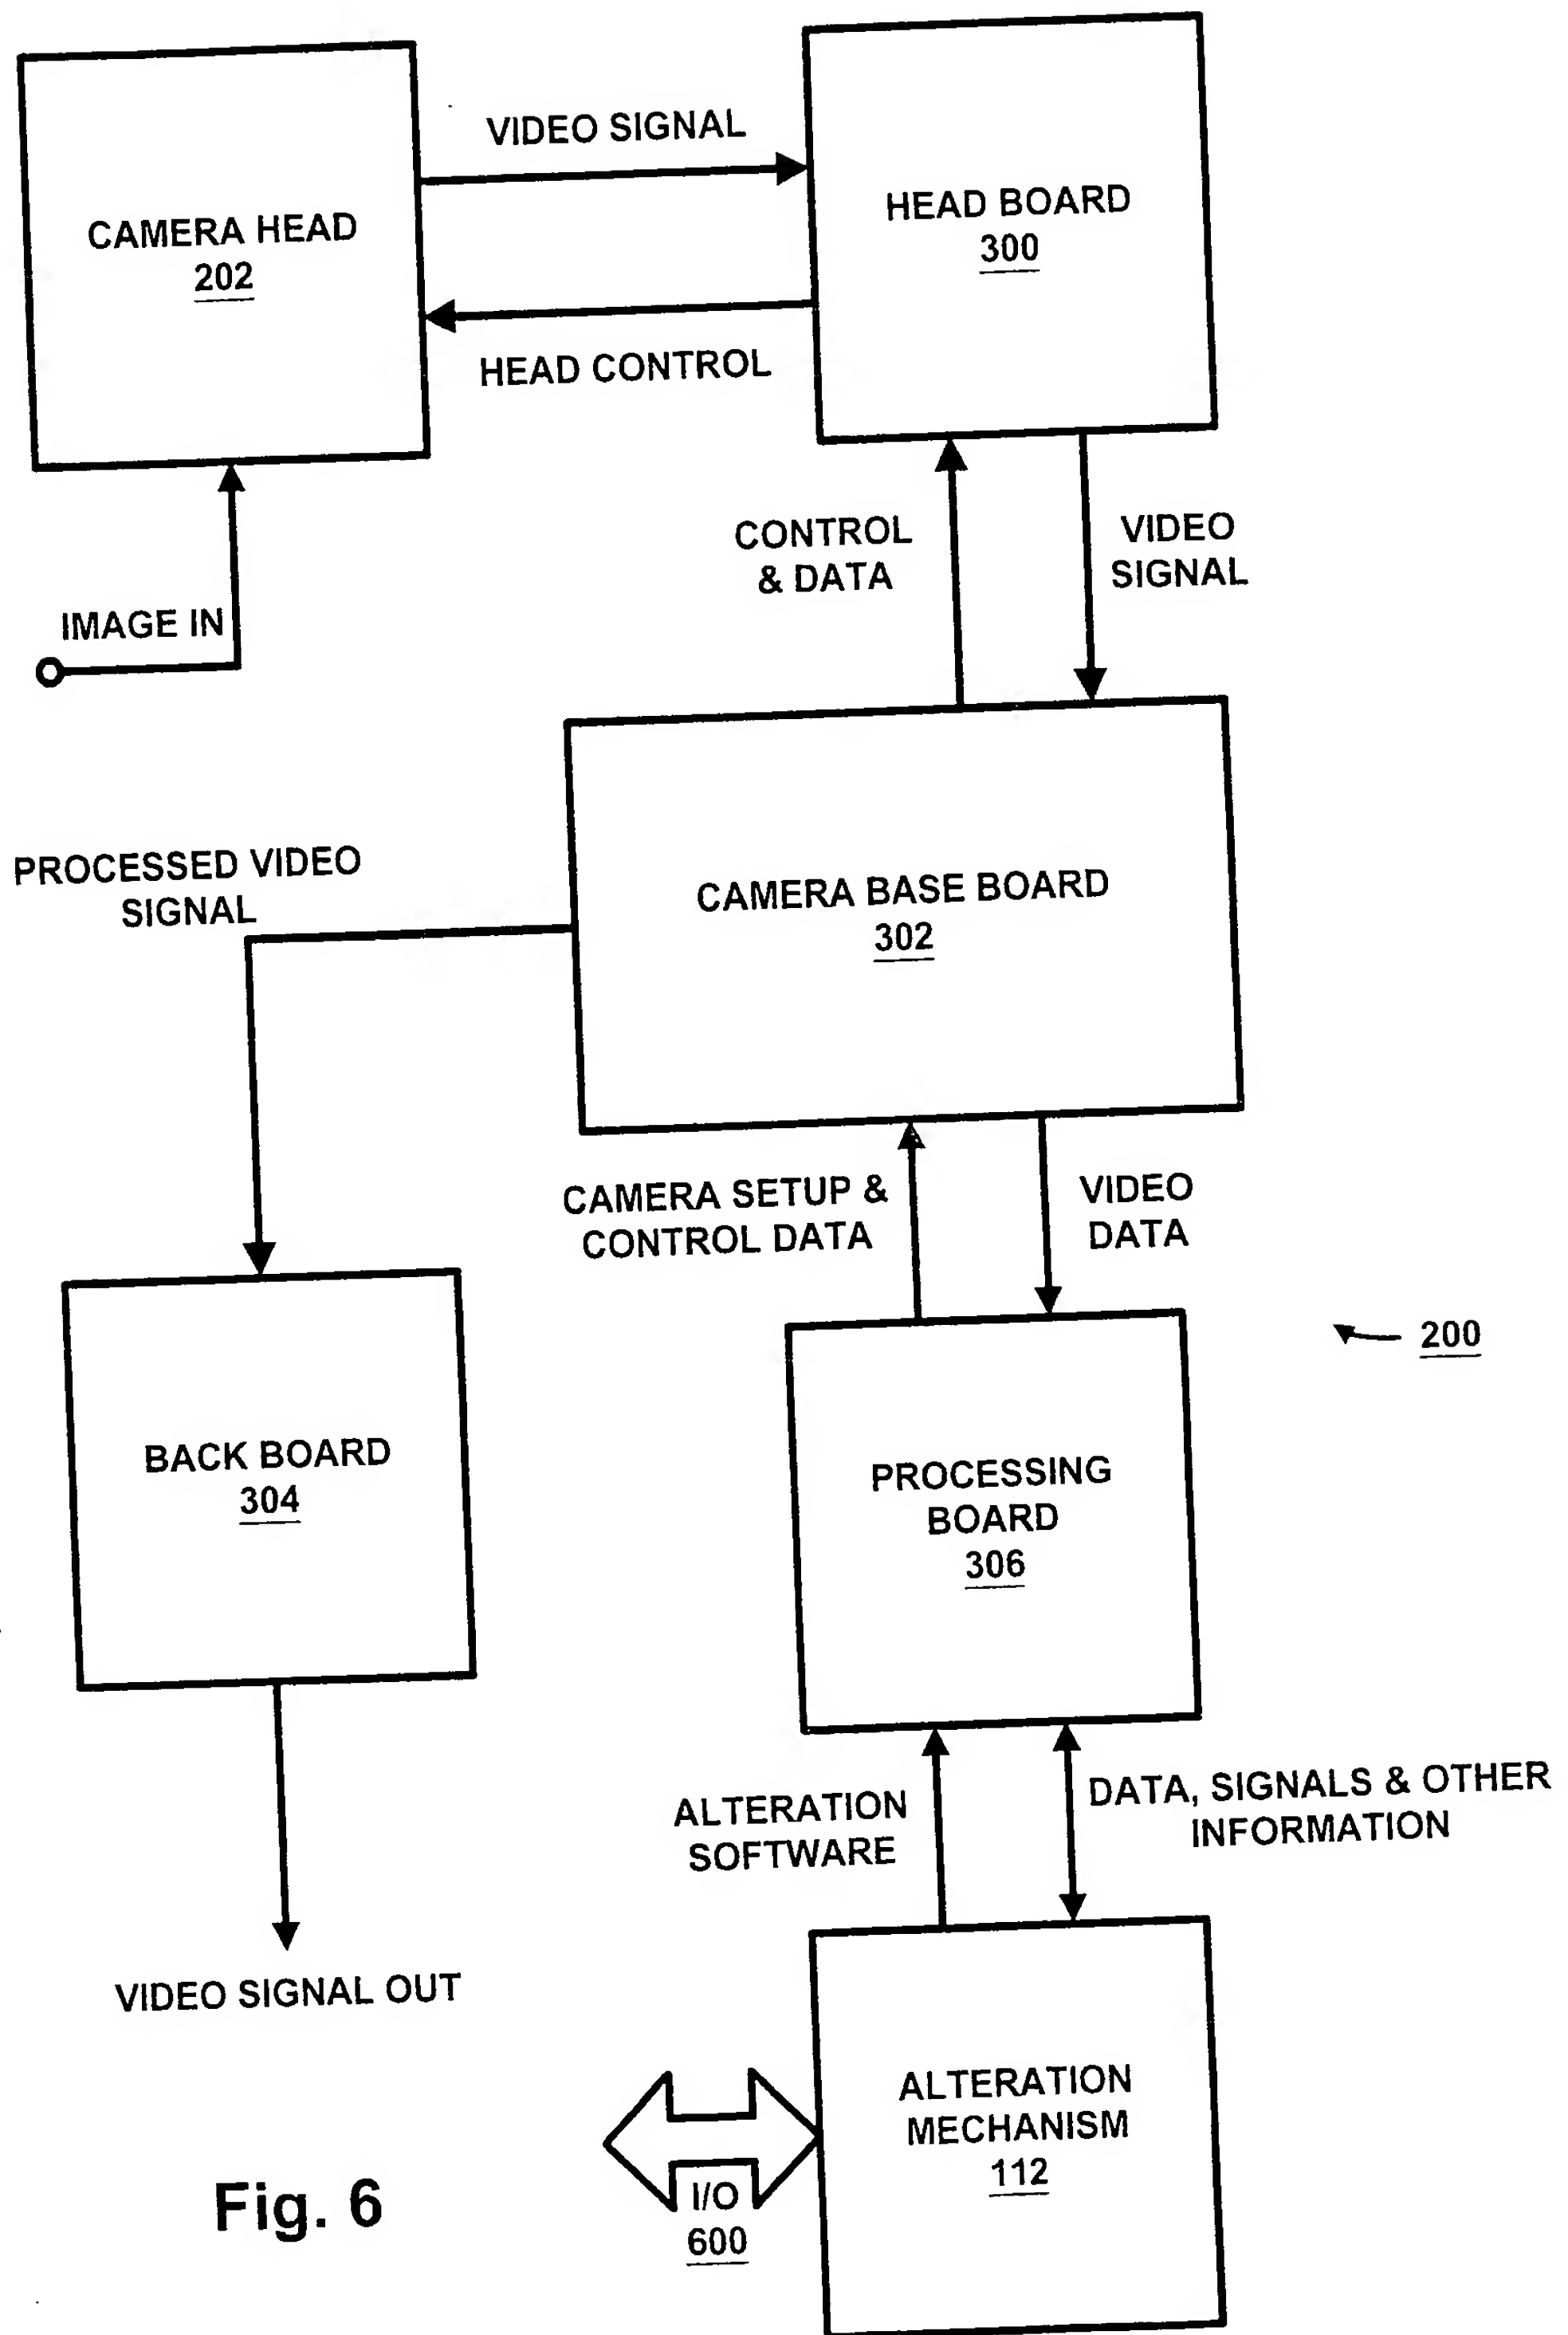 VIDEO SIGNAL
CAMERA HEAD
202
HEAD BOARD
300
HEAD CONTROL
CONTROL
& DATA
VIDEO
SIGNAL
IMAGE IN
PROCESSED VIDEO
SIGNAL
CAMERA BASE BOARD
302
CAMERA SETUP &
CONTROL DATA
VIDEO
DATA
200
BACK BOARD
304
PROCESSING
BOARD
306
ALTERATION
SOFTWARE
DATA, SIGNALS & OTHER
INFORMATION
VIDEO SIGNAL OUT
ALTERATION
MECHANISM
112
I/O
600
Fig. 6